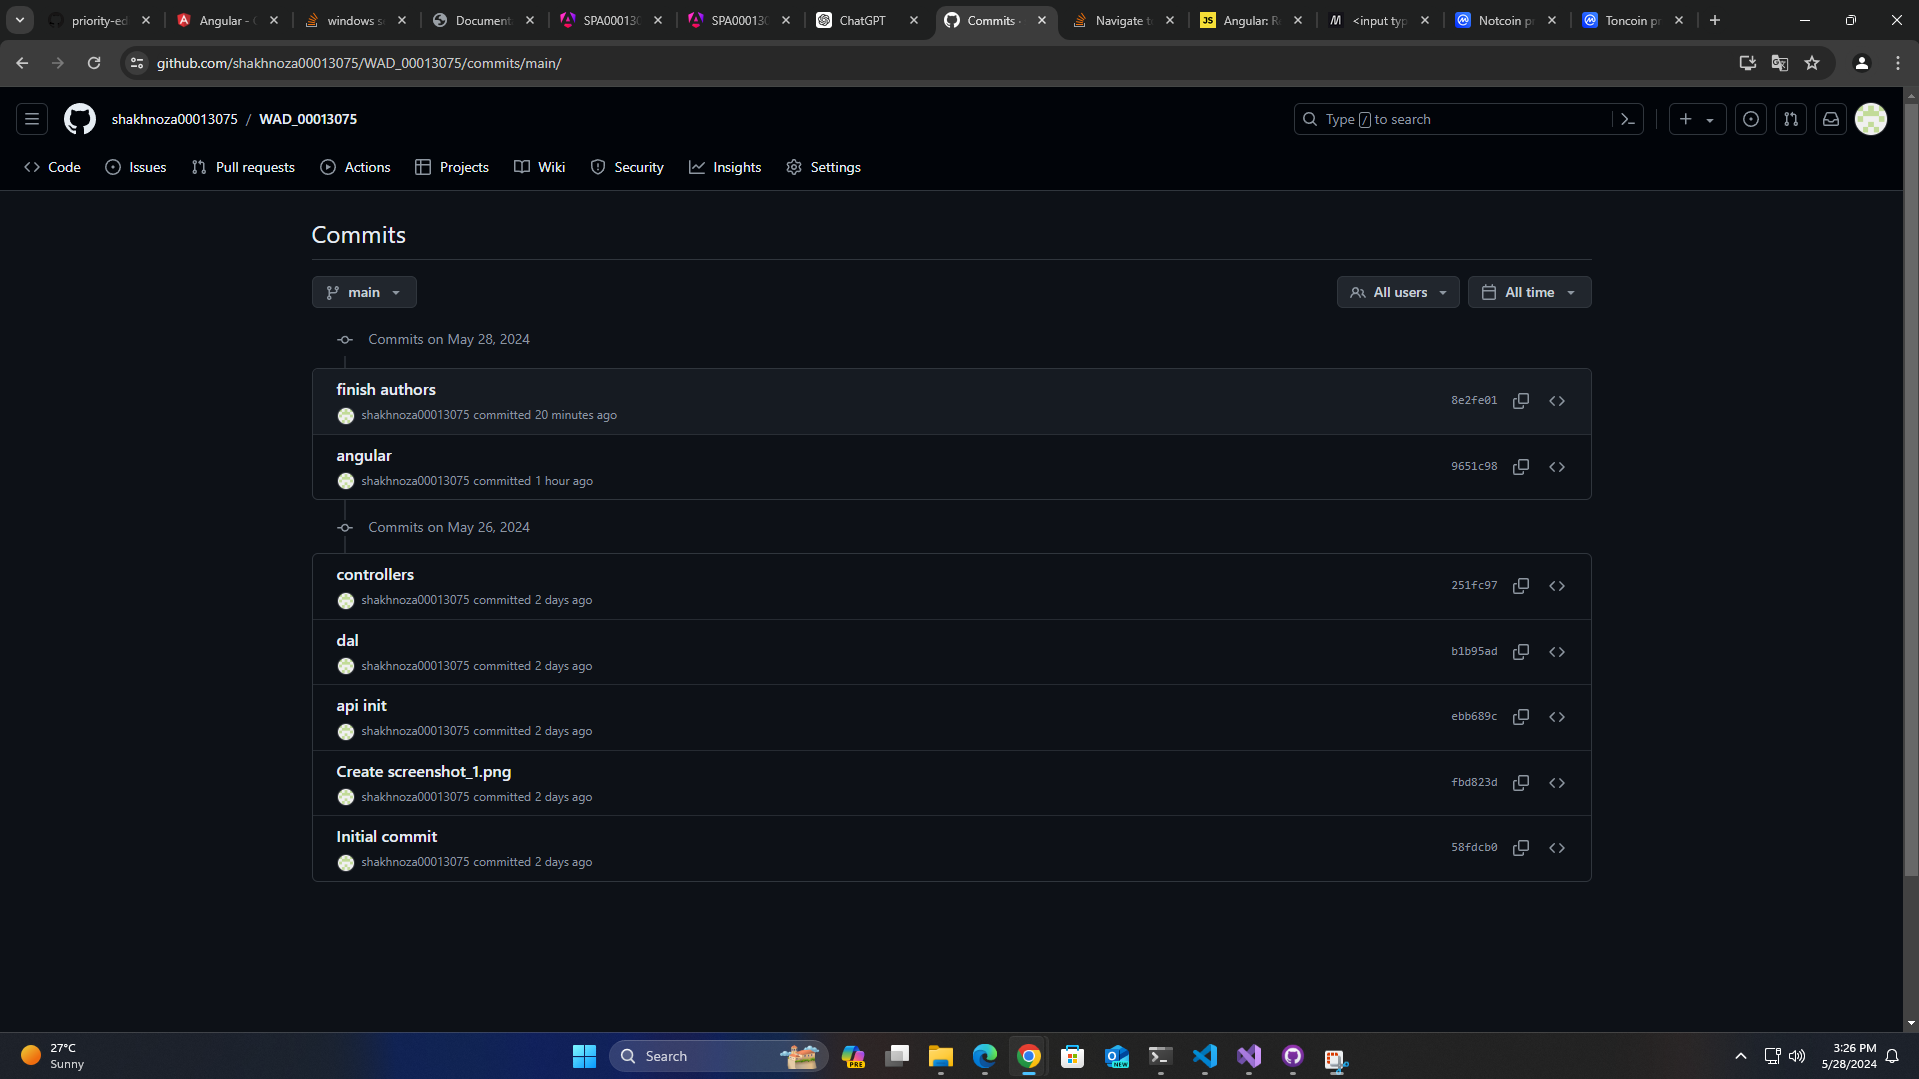 priority-ed
Angular - 
windows s
Document
SPA00013
SPA00013
ChatGPT
Commits ·
Navigate t
JS
Angular: R
<input typ
Notcoin p
Toncoin p
github.com/shakhnoza00013075/WAD_00013075/commits/main/
shakhnoza00013075 / WAD_00013075
Type / to search
Code
Issues
Pull requests
Actions
Projects
Wiki
Security
Insights
Settings
Commits
main
All users
All time
Commits on May 28, 2024
finish authors
8e2fe01
shakhnoza00013075 committed 20 minutes ago
angular
9651c98
shakhnoza00013075 committed 1 hour ago
Commits on May 26, 2024
controllers
251fc97
shakhnoza00013075 committed 2 days ago
dal
b1b95ad
shakhnoza00013075 committed 2 days ago
api init
ebb689c
shakhnoza00013075 committed 2 days ago
Create screenshot_1.png
fbd823d
shakhnoza00013075 committed 2 days ago
Initial commit
58fdcb0
shakhnoza00013075 committed 2 days ago
27°C
Sunny
Search
PRE
NEW
3:26 PM
5/28/2024